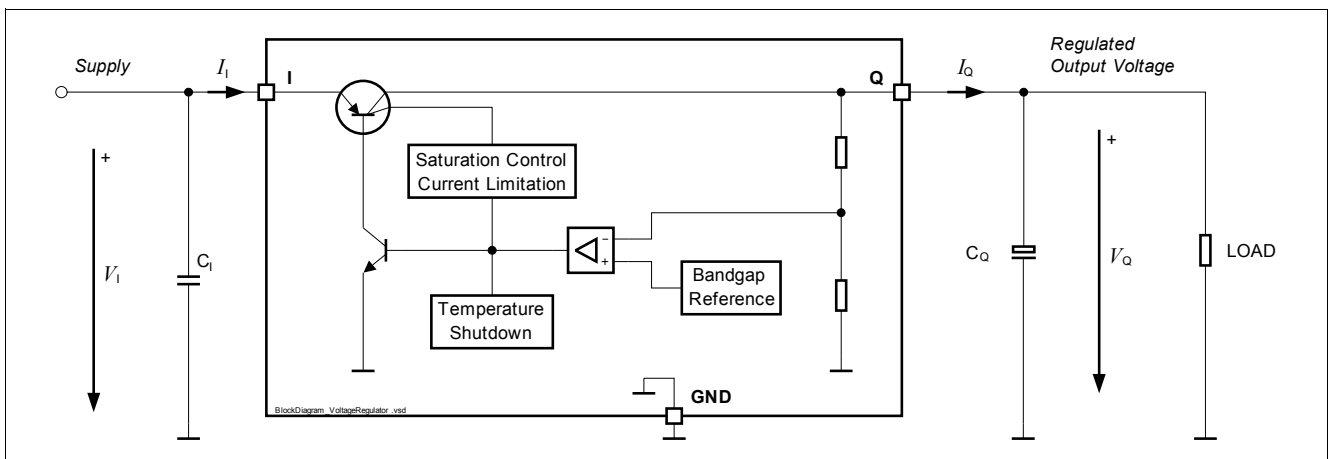 Supply
I_I
I
Q
I_Q
Regulated
Output Voltage
+
+
Saturation Control
Current Limitation
−
+
C_I
V_I
Bandgap
Reference
C_Q
V_Q
LOAD
Temperature
Shutdown
GND
BlockDiagram_VoltageRegulator .vsd